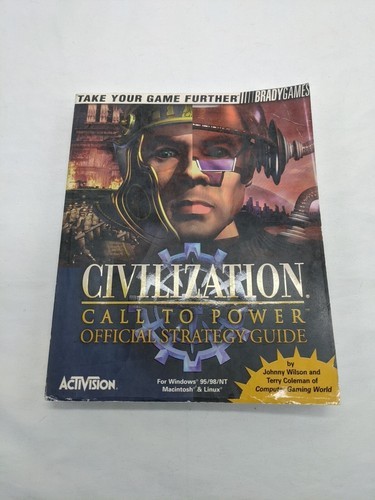 TAKE YOUR GAME FURTHER
BRADYGAMES
CIVILIZATION®
CALL TO POWER
OFFICIAL STRATEGY GUIDE
by
Johnny Wilson and
Terry Coleman of
Computer Gaming World
ACTIVISION
For Windows® 95/98/NT
Macintosh® & Linux®